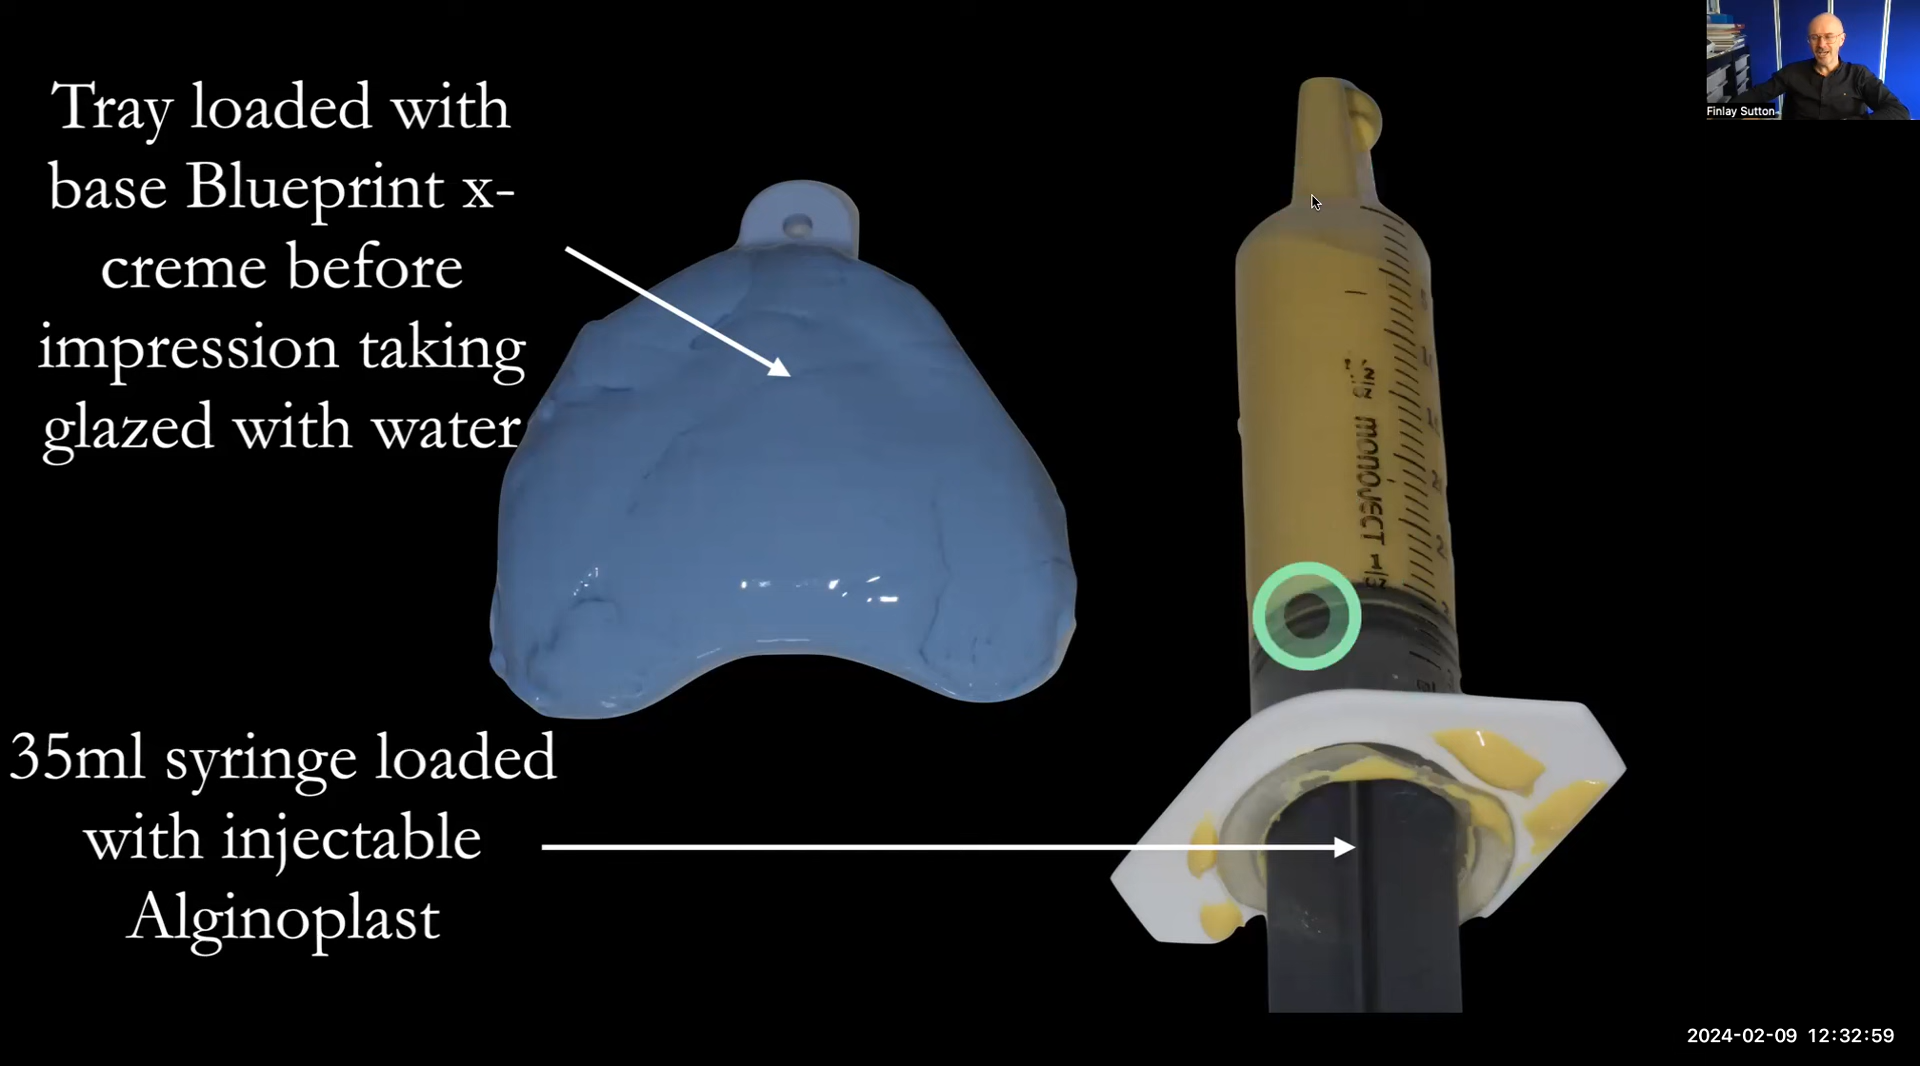 Tray loaded with
base Blueprint x-
creme before
impression taking
glazed with water
Finlay Sutton
MONOJECT
35ml syringe loaded
with injectable
Alginoplast
2024-02-09 12:32:59